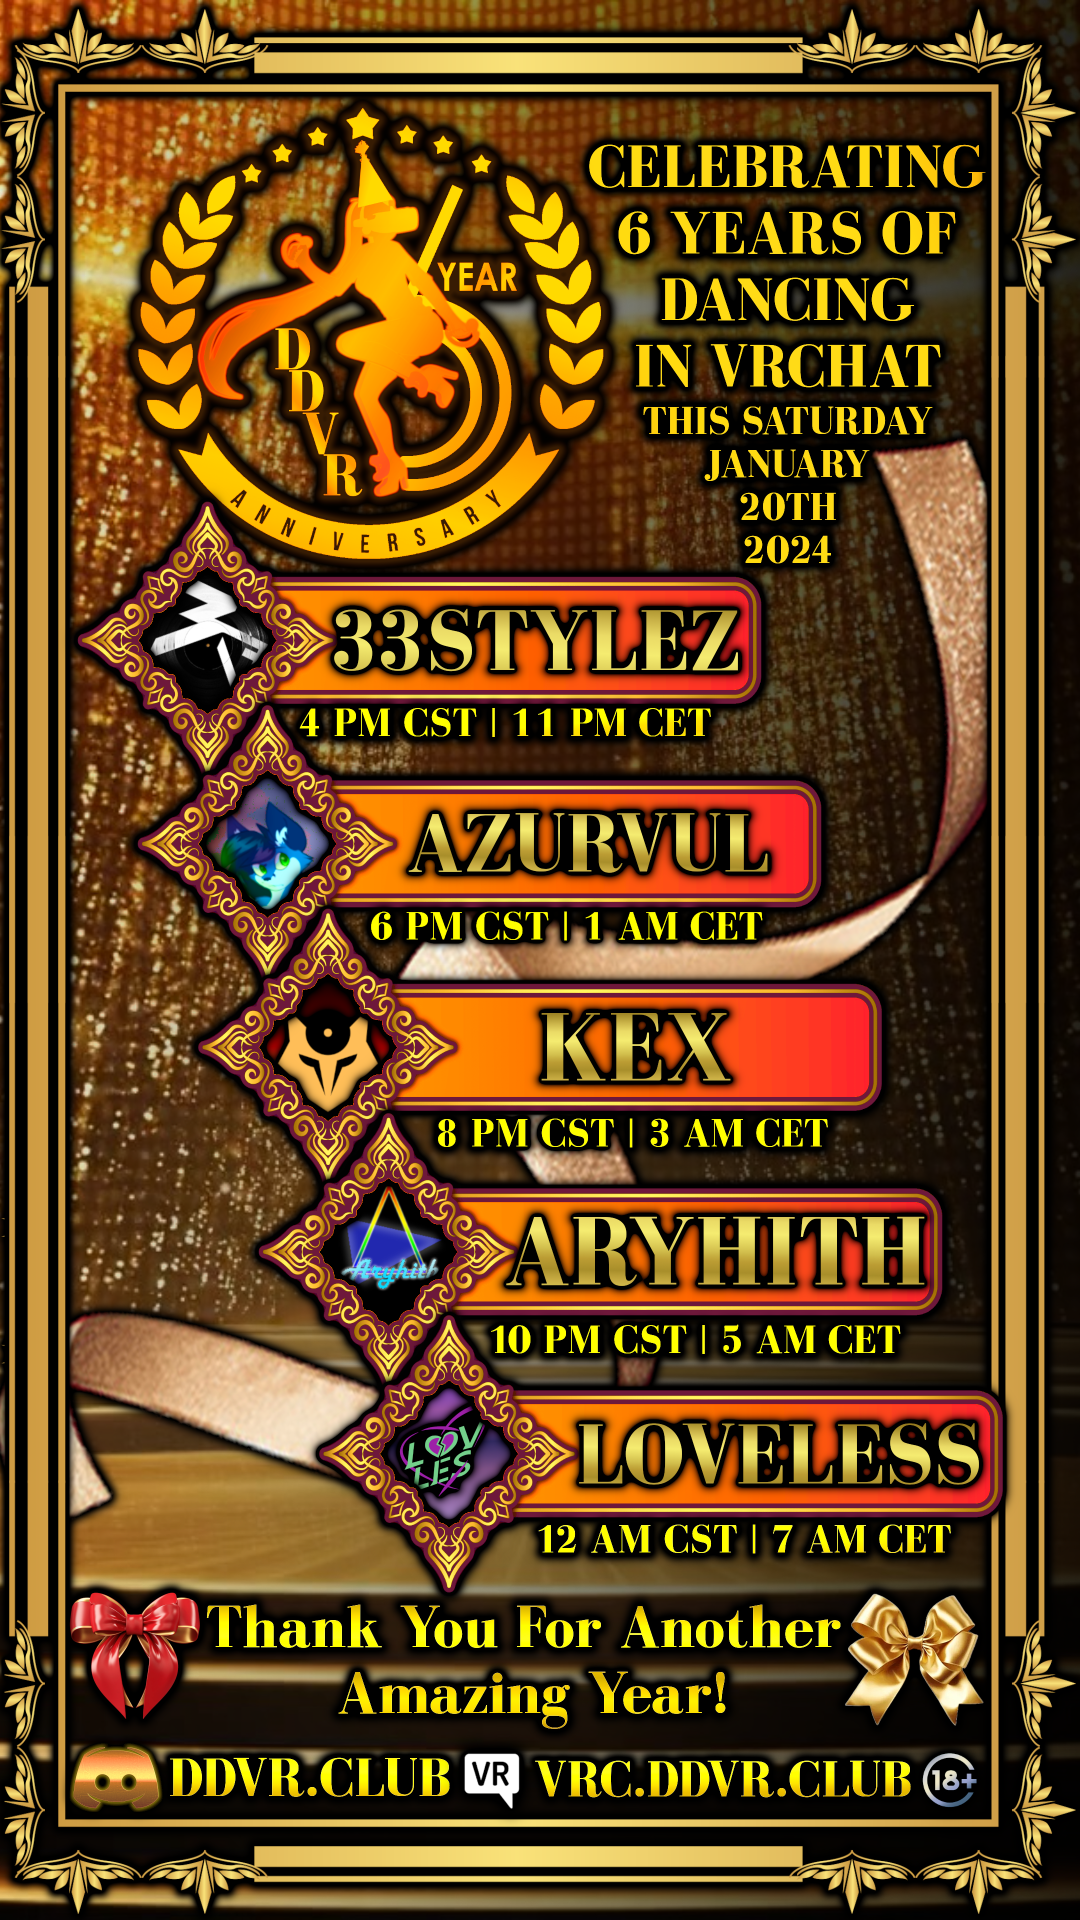 CELEBRATING
6 YEARS OF
DANCING
IN VRCHAT
THIS SATURDAY
JANUARY
20TH
2024
6 YEAR
DDVR
ANNIVERSARY
33STYLEZ
4 PM CST | 11 PM CET
AZURVUL
6 PM CST | 1 AM CET
KEX
8 PM CST | 3 AM CET
Aryhith
ARYHITH
10 PM CST | 5 AM CET
LOV
LES
LOVELESS
12 AM CST | 7 AM CET
Thank You For Another
Amazing Year!
DDVR.CLUB VR VRC.DDVR.CLUB 18+